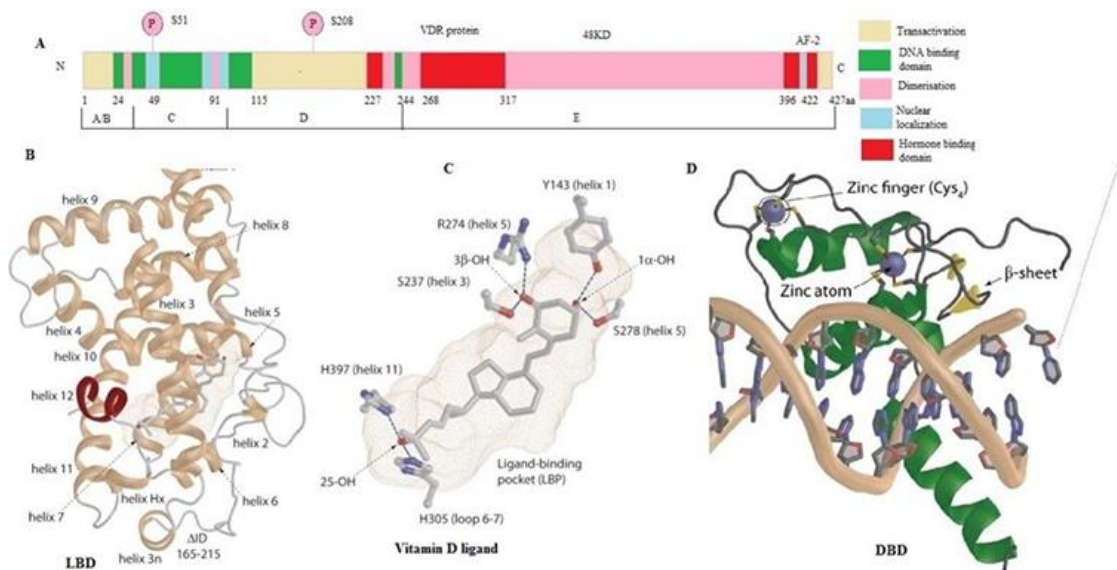 A
N
P
S51
P
S208
VDR protein
48KD
AF-2
C
1
24
49
91
115
227
244
268
317
396
422
427aa
A/B
C
D
E
Transactivation
DNA binding
domain
Dimerisation
Nuclear
localization
Hormone binding
domain
B
helix 9
helix 8
helix 3
helix 5
helix 4
helix 10
helix 12
helix 2
helix 11
helix Hx
helix 6
helix 7
ΔID
165-215
helix 3n
LBD
C
Y143 (helix 1)
R274 (helix 5)
3β-OH
1α-OH
S237 (helix 3)
S278 (helix 5)
H397 (helix 11)
25-OH
Ligand-binding
pocket (LBP)
H305 (loop 6-7)
Vitamin D ligand
D
Zinc finger (Cys4)
β-sheet
Zinc atom
DBD